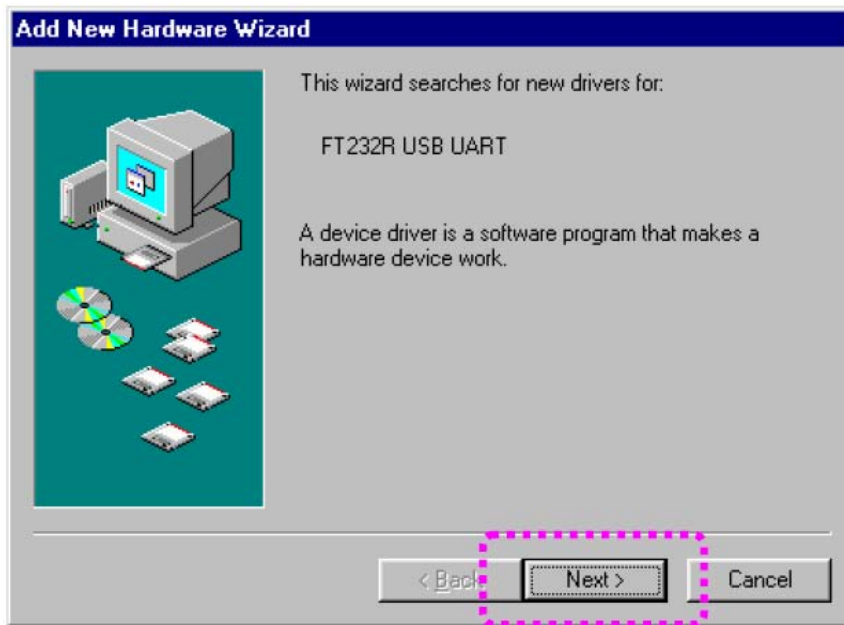 Add New Hardware Wizard
This wizard searches for new drivers for:
FT232R USB UART
A device driver is a software program that makes a
hardware device work.
< Back
Next >
Cancel